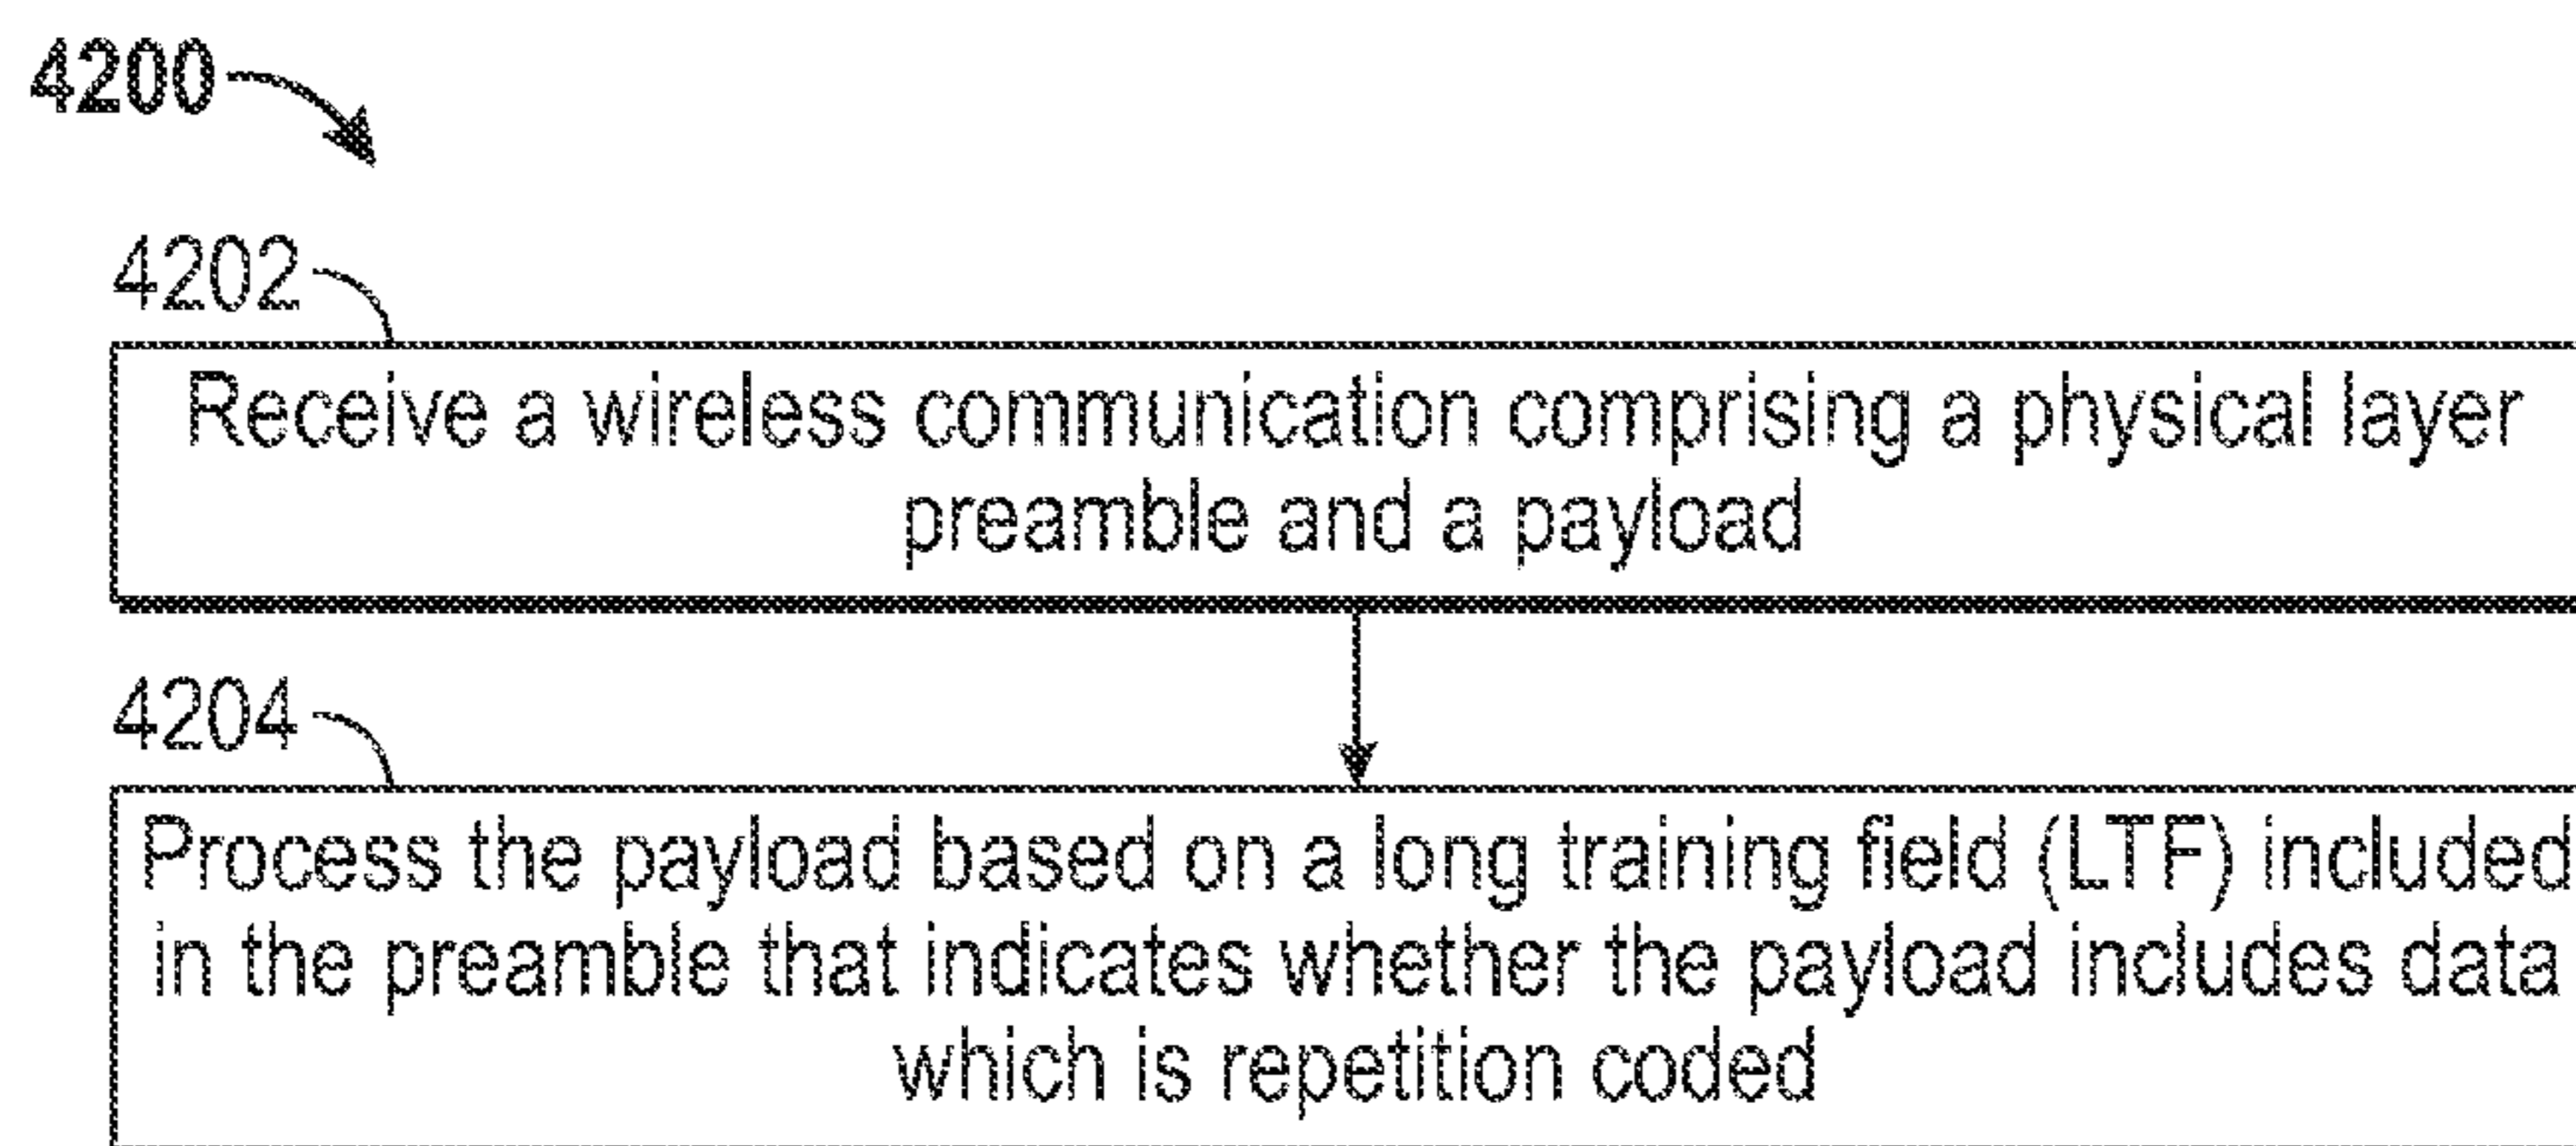 4200
4202
Receive a wireless communication comprising a physical layer
preamble and a payload
4204
Process the payload based on a long training field (LTF) included
in the preamble that indicates whether the payload includes data
which is repetition coded